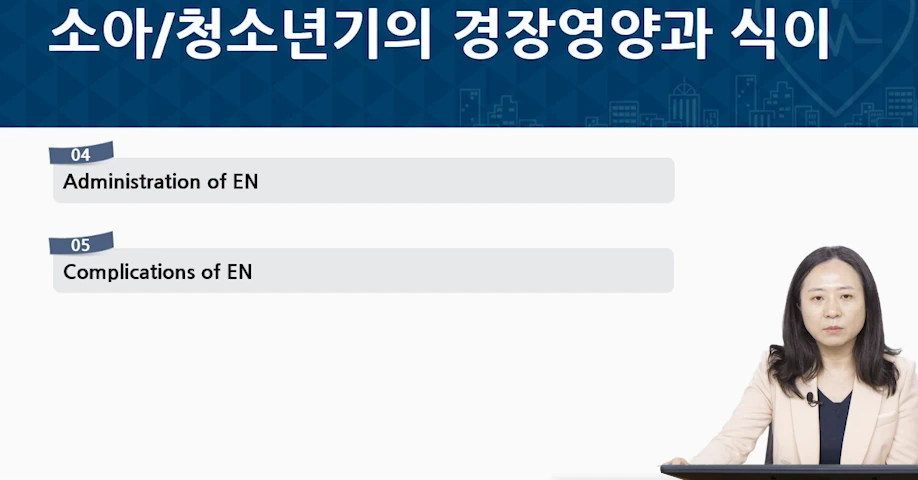 소아/청소년기의 경장영양과 식이
04
Administration of EN
05
Complications of EN